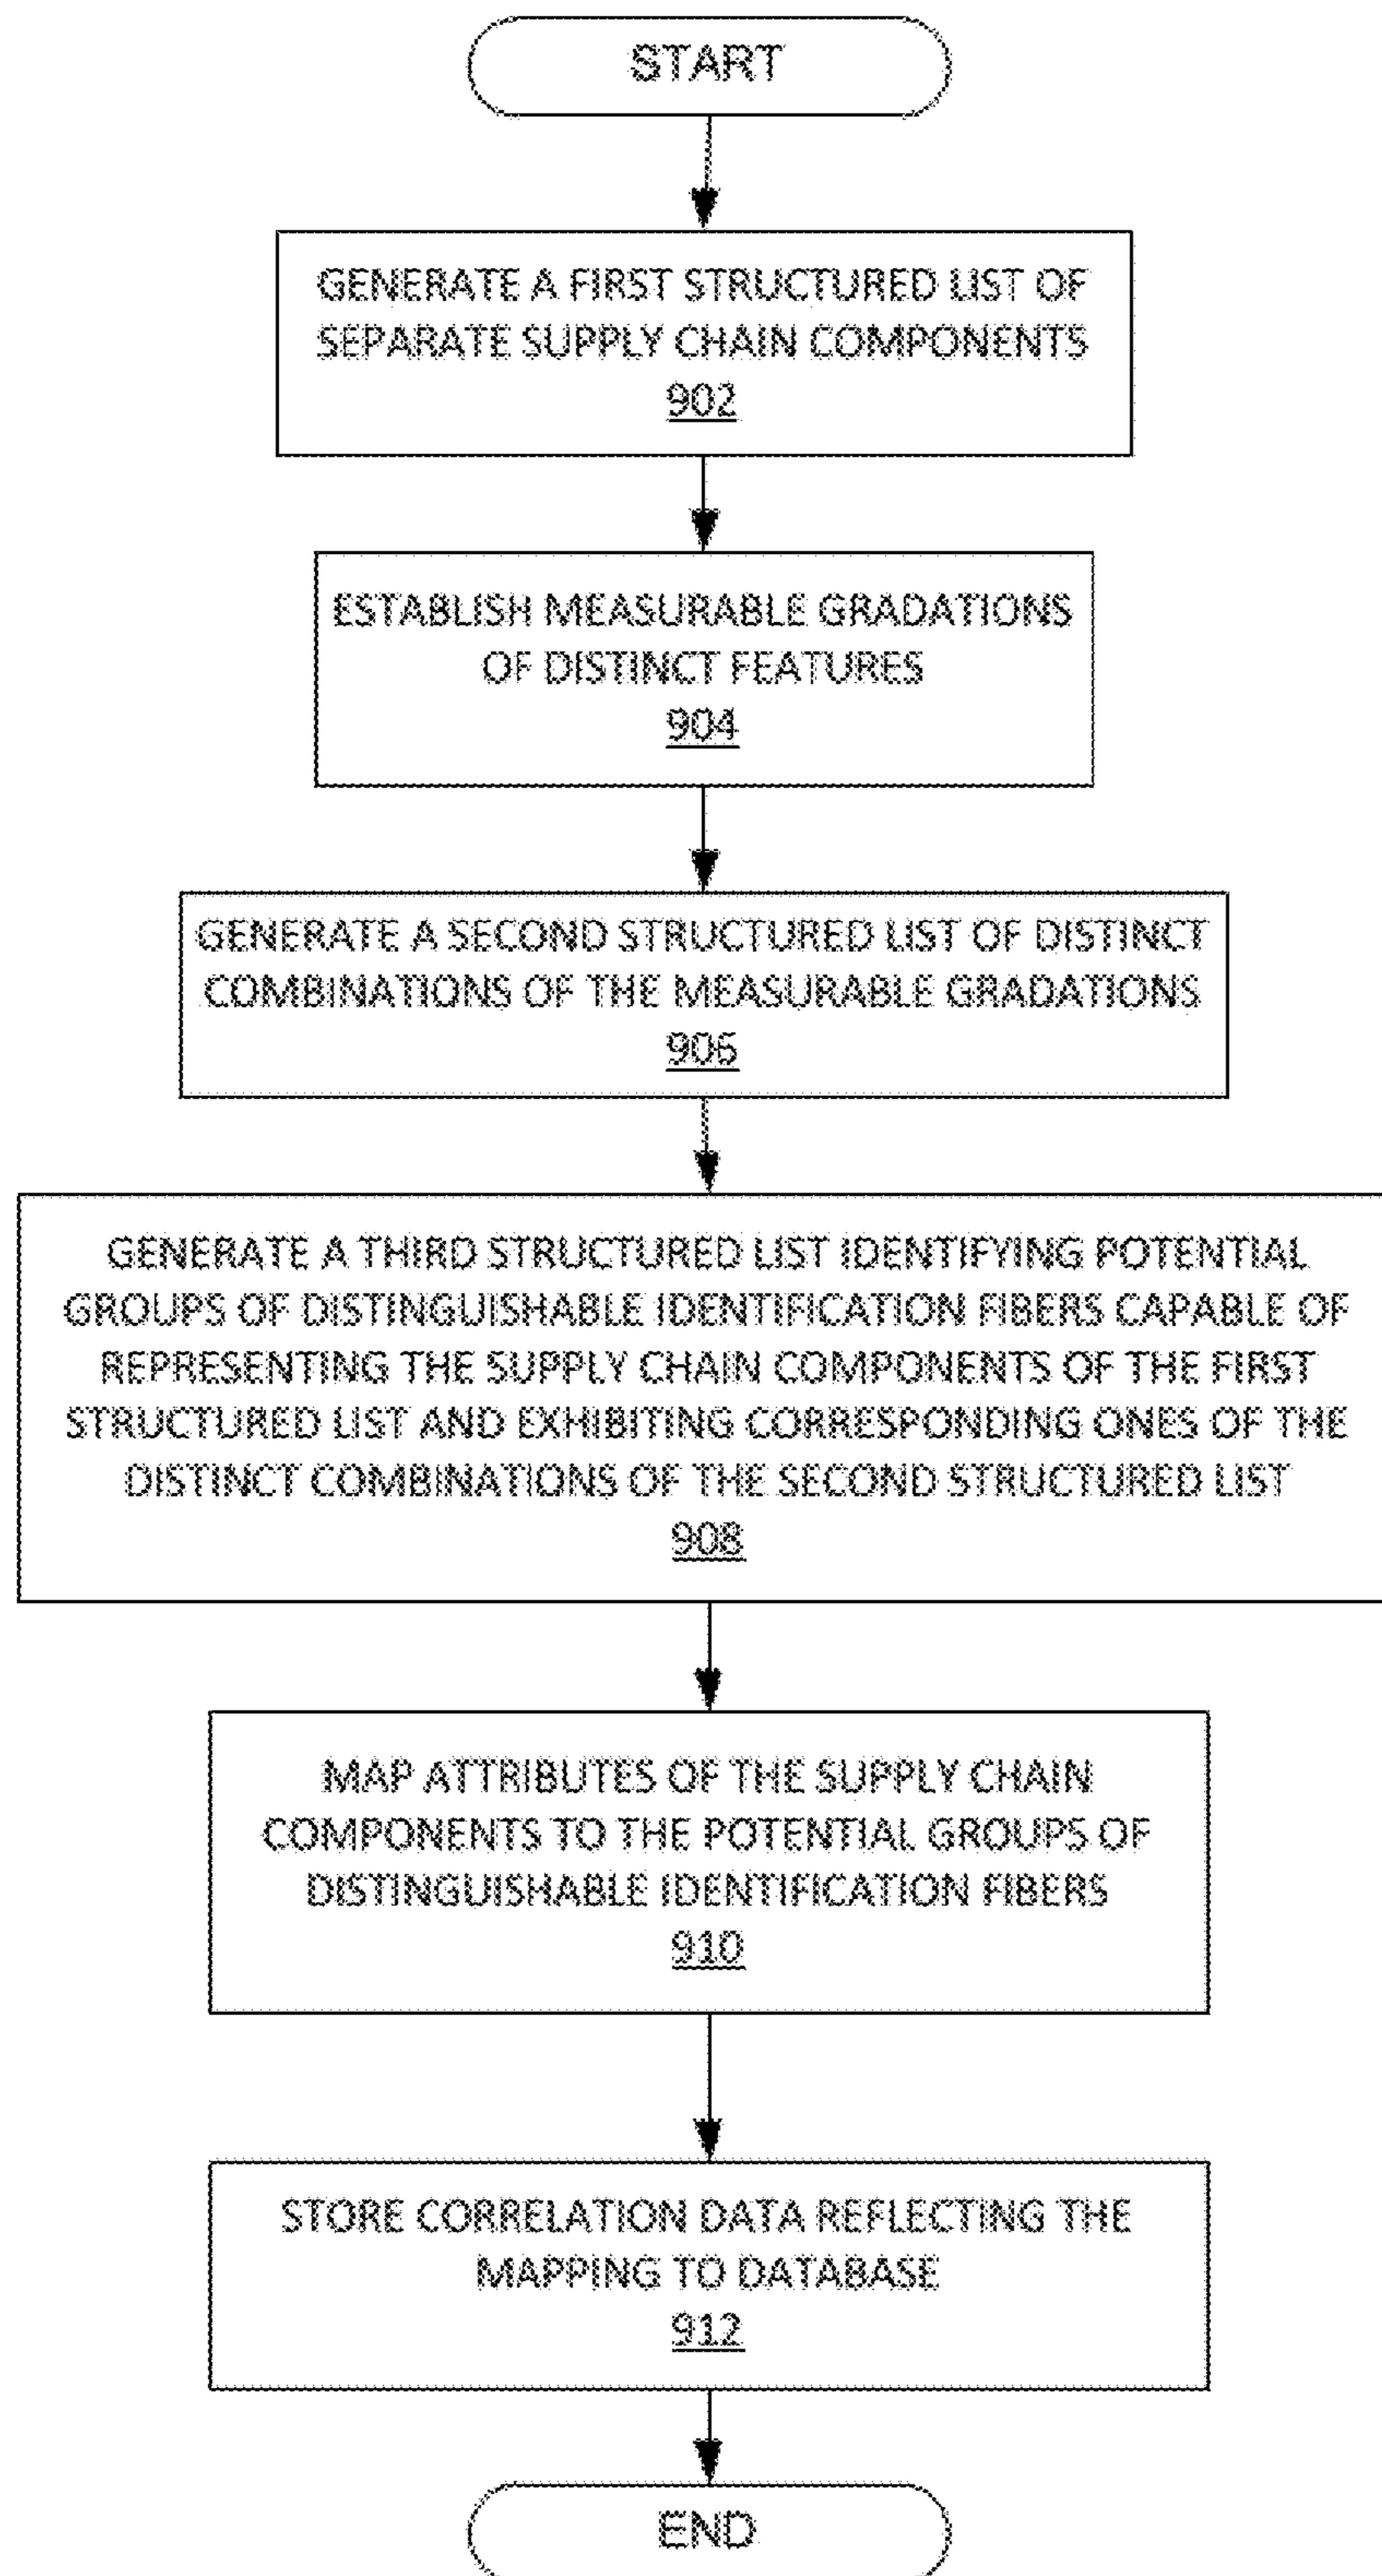 START
GENERATE A FIRST STRUCTURED LIST OF
SEPARATE SUPPLY CHAIN COMPONENTS
902
ESTABLISH MEASURABLE GRADATIONS
OF DISTINCT FEATURES
904
GENERATE A SECOND STRUCTURED LIST OF DISTINCT
COMBINATIONS OF THE MEASURABLE GRADATIONS
906
GENERATE A THIRD STRUCTURED LIST IDENTIFYING POTENTIAL
GROUPS OF DISTINGUISHABLE IDENTIFICATION FIBERS CAPABLE OF
REPRESENTING THE SUPPLY CHAIN COMPONENTS OF THE FIRST
STRUCTURED LIST AND EXHIBITING CORRESPONDING ONES OF THE
DISTINCT COMBINATIONS OF THE SECOND STRUCTURED LIST
908
MAP ATTRIBUTES OF THE SUPPLY CHAIN
COMPONENTS TO THE POTENTIAL GROUPS OF
DISTINGUISHABLE IDENTIFICATION FIBERS
910
STORE CORRELATION DATA REFLECTING THE
MAPPING TO DATABASE
912
END